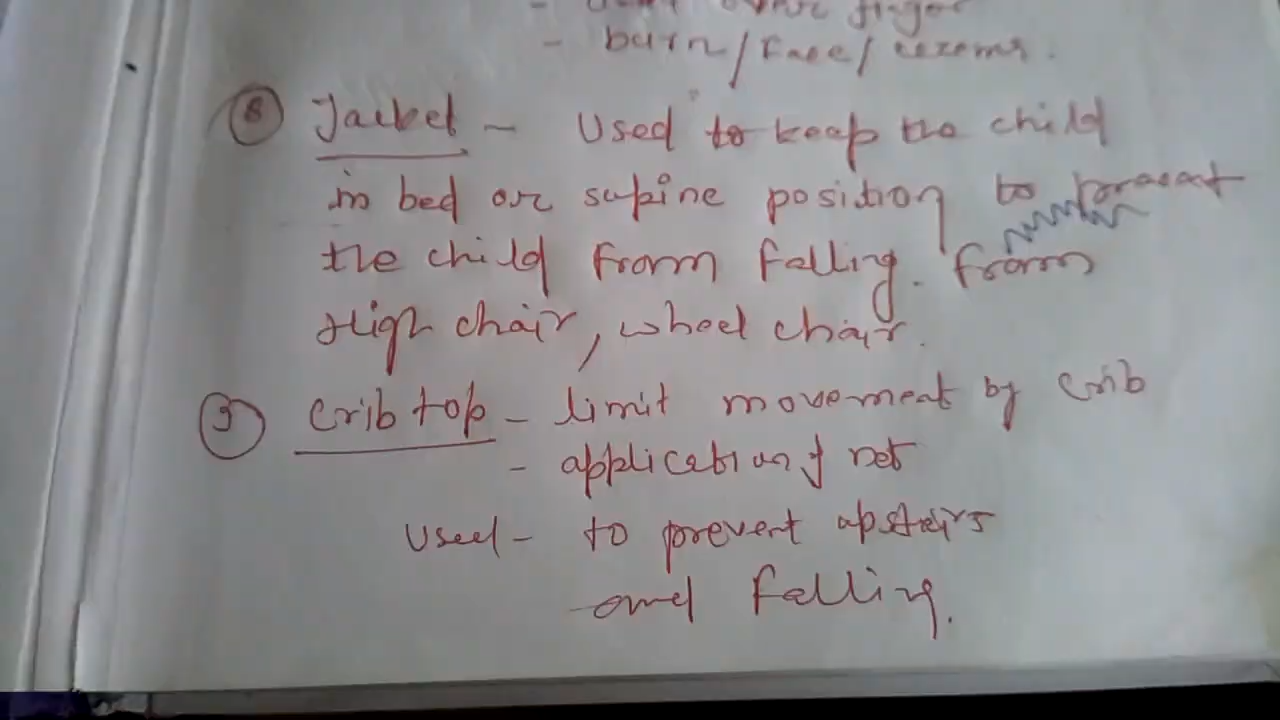 finger
- burn/Face/eczema.
⑧ Jacket - Used to keep the child
in bed or supine position to prevent
the child from falling. from
High chair, wheel chair.
⑨ Crib top - limit movement by crib
- application of net
Used - to prevent upstairs
and falling.